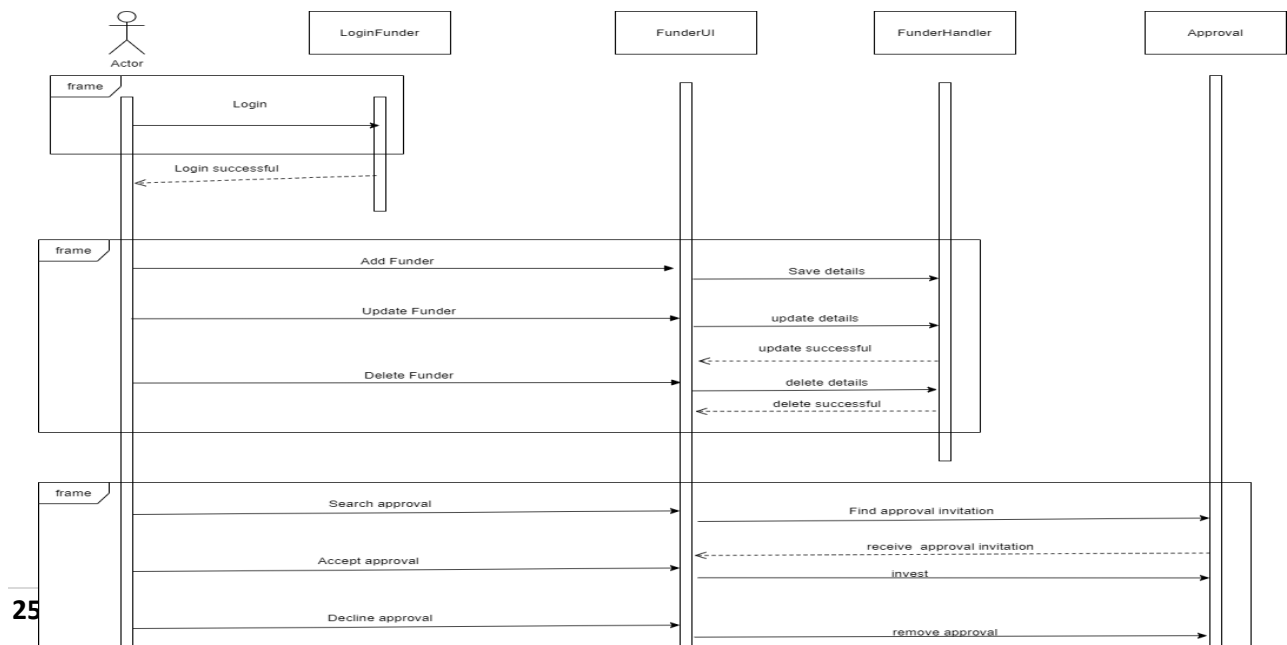 LoginFunder
FunderUI
FunderHandler
Approval
Actor
frame
Login
Login successful
frame
Add Funder
Save details
Update Funder
update details
update successful
Delete Funder
delete details
delete successful
frame
Search approval
Find approval invitation
receive approval invitation
Accept approval
invest
25
Decline approval
remove approval